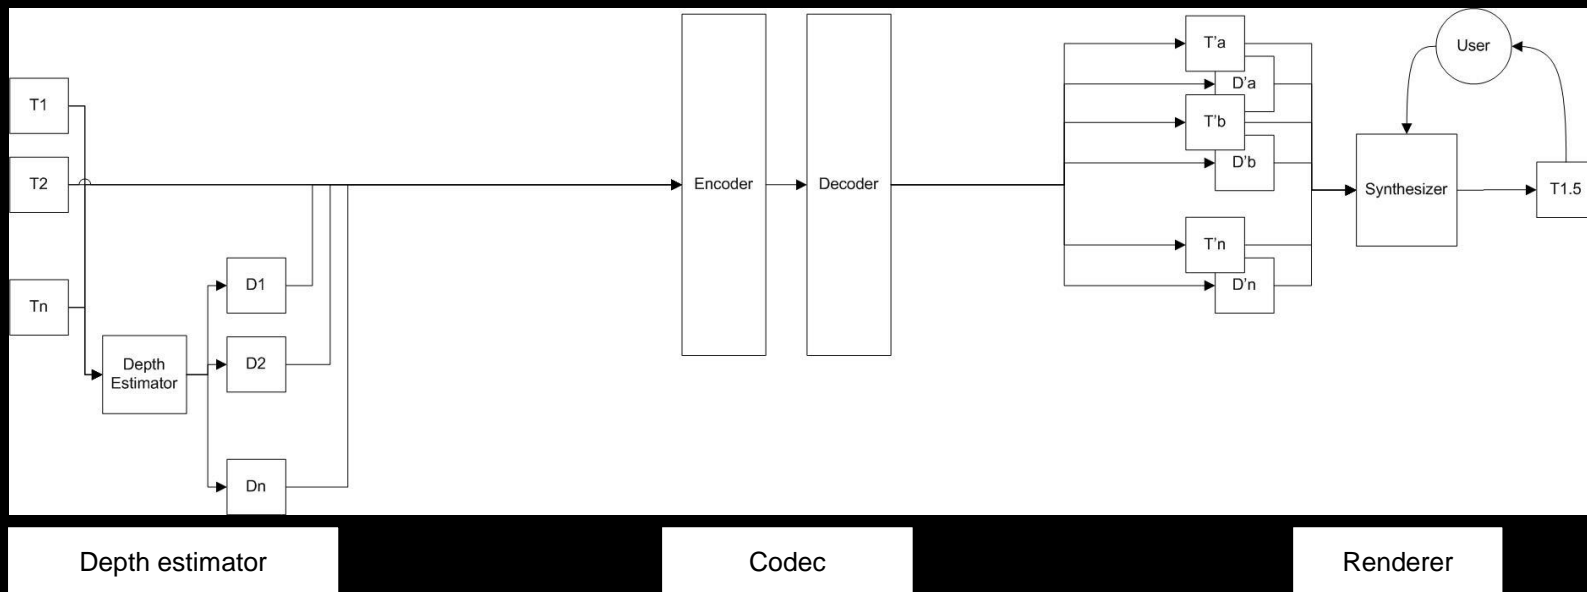 T1
T2
Tn
Depth
Estimator
D1
D2
Dn
Encoder
Decoder
T'a
D'a
T'b
D'b
T'n
D'n
User
Synthesizer
T1.5
Depth estimator
Codec
Renderer